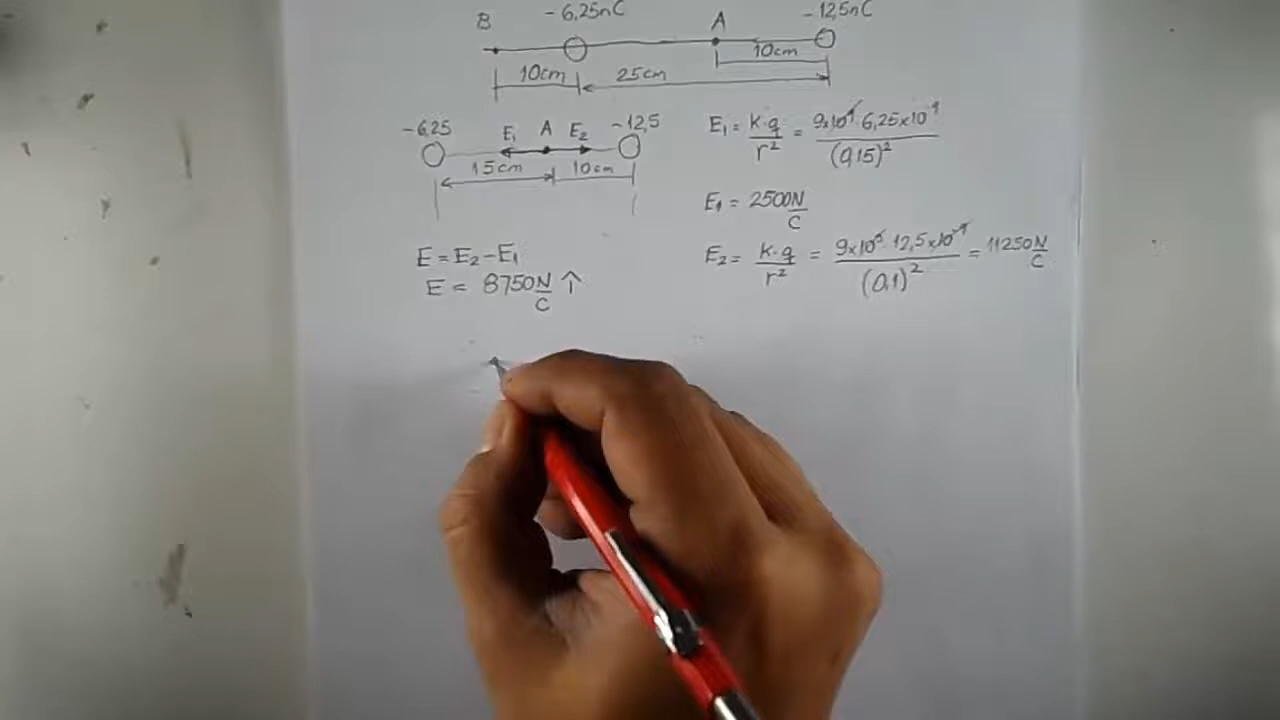 B - 6,25nC A - 12,5nC
10cm 25cm 10cm
- 6,25 E₁ A E₂ - 12,5
15cm 10cm
E₁ = K·q/r² = 9x10⁹·6,25x10⁻⁹/(0,15)²
E₁ = 2500N/C
E₂ = K·q/r² = 9x10⁹·12,5x10⁻⁹/(0,1)² = 11250N/C
E = E₂ - E₁
E = 8750N/C ↑